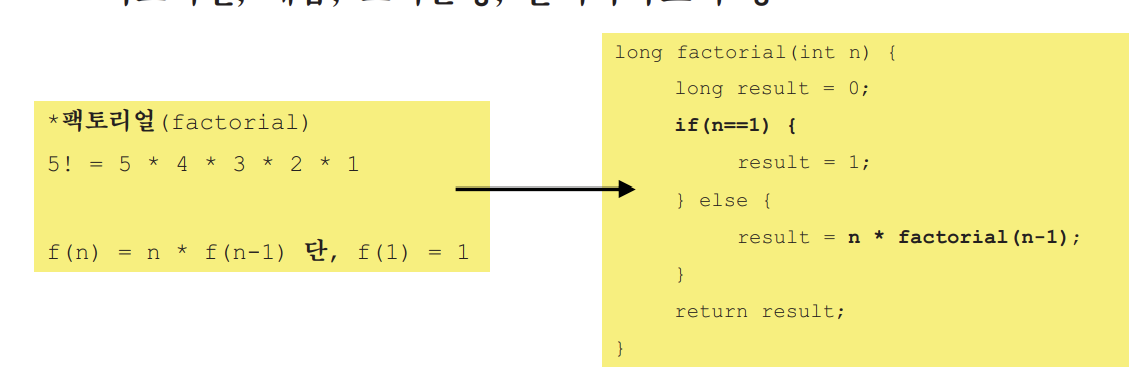 *팩토리얼(factorial)
5! = 5 * 4 * 3 * 2 * 1
f(n) = n * f(n-1) 단, f(1) = 1
long factorial(int n) {
long result = 0;
if(n==1) {
result = 1;
} else {
result = n * factorial(n-1);
}
return result;
}